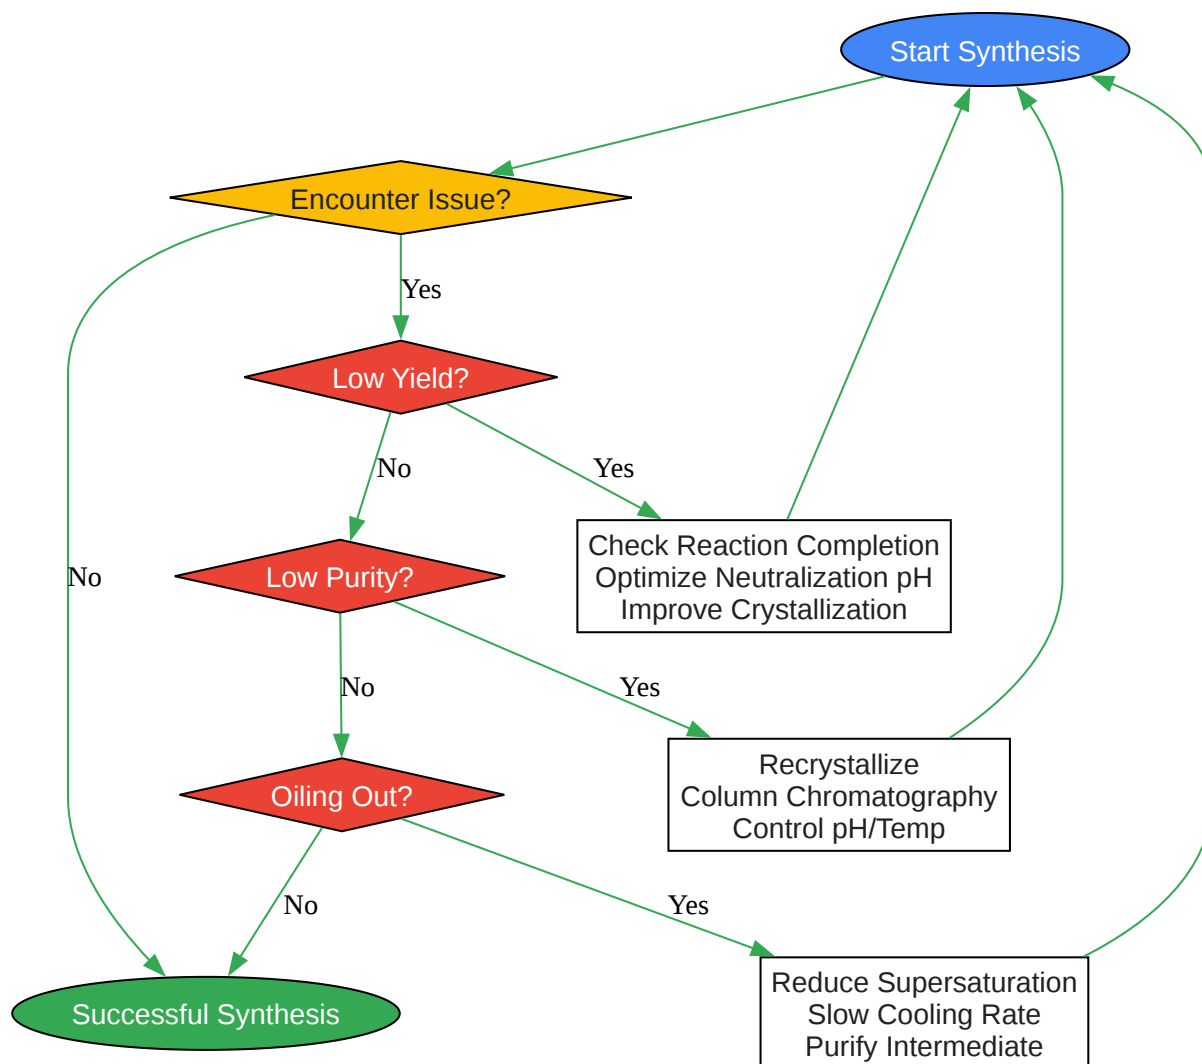 Start Synthesis
Encounter Issue?
Yes
Low Yield?
No
Yes
Check Reaction Completion
Optimize Neutralization pH
Improve Crystallization
No
Low Purity?
No
Yes
Recrystallize
Column Chromatography
Control pH/Temp
Oiling Out?
No
Yes
Reduce Supersaturation
Slow Cooling Rate
Purify Intermediate
Successful Synthesis